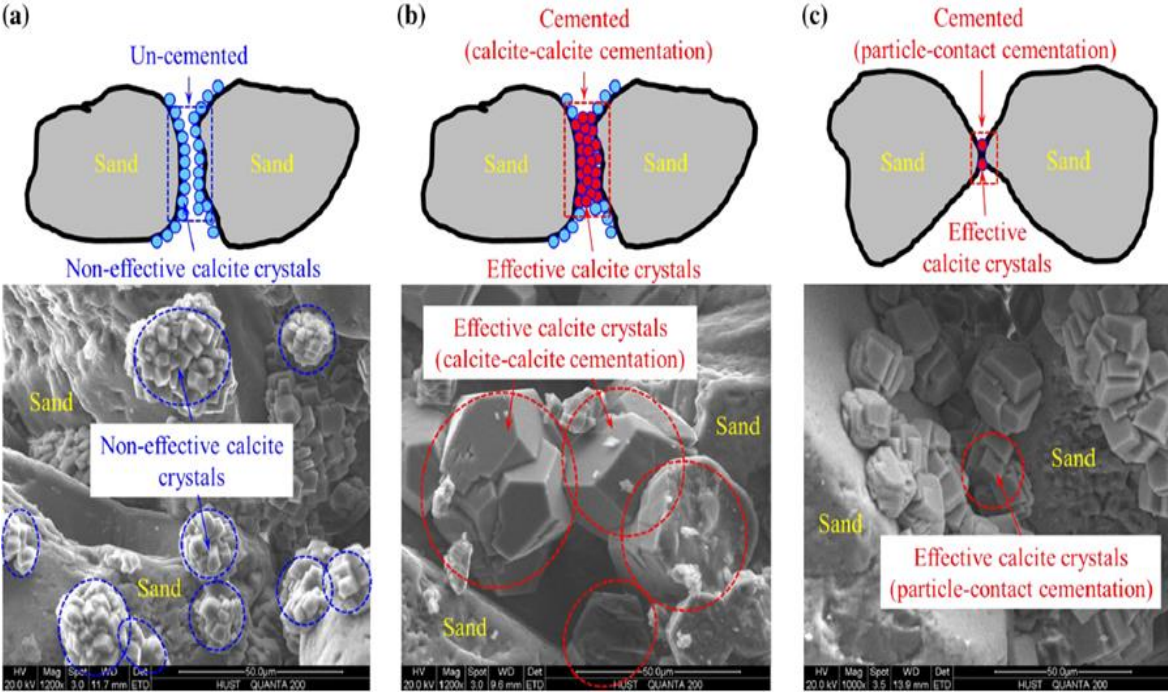 (a)
Un-cemented
Sand
Sand
Non-effective calcite crystals
(b)
Cemented
(calcite-calcite cementation)
Sand
Sand
Effective calcite crystals
(c)
Cemented
(particle-contact cementation)
Sand
Sand
Effective
calcite crystals
Sand
Non-effective calcite
crystals
Sand
HV Mag Spot WD Det 50.0µm
20.0 kV 1200x 3.0 11.7 mm ETD HUST QUANTA 200
Effective calcite crystals
(calcite-calcite cementation)
Sand
Sand
HV Mag Spot WD Det 50.0µm
20.0 kV 1200x 3.0 9.6 mm ETD HUST QUANTA 200
Sand
Sand
Effective calcite crystals
(particle-contact cementation)
HV Mag Spot WD Det 50.0µm
20.0 kV 1000x 3.5 13.9 mm ETD HUST QUANTA 200